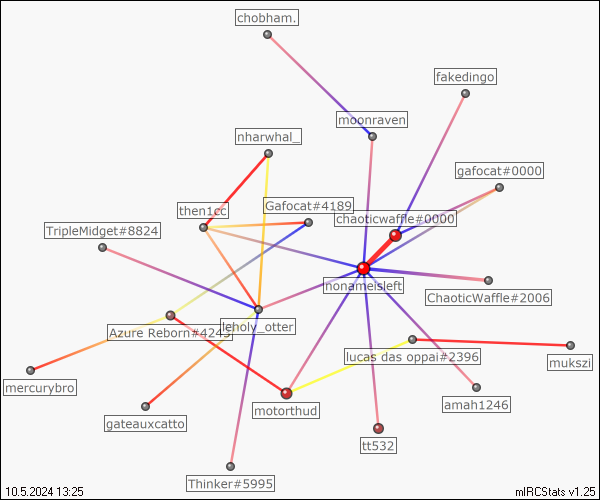 chobham.
fakedingo
moonraven
nharwhal_
gafocat#0000
Gafocat#4189
then1cc
chaoticwaffle#0000
TripleMidget#8824
nonameisleft
ChaoticWaffle#2006
leholy_otter
Azure Reborn#4243
lucas das oppai#2396
mukszi
mercurybro
amah1246
motorthud
gateauxcatto
tt532
Thinker#5995
10.5.2024 13:25
mIRCStats v1.25